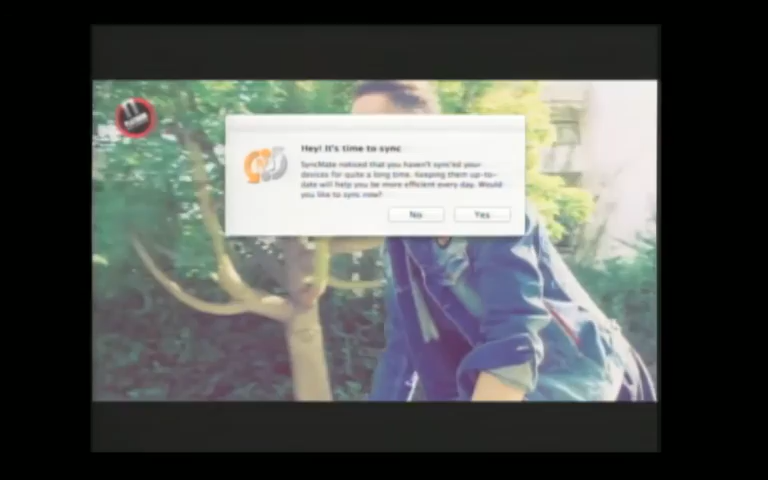 Hey! It's time to sync
SyncMate noticed that you haven't sync'ed your
devices for quite a long time. Keeping them up-to-
date will help you be more efficient every day. Would
you like to sync now?
No Yes